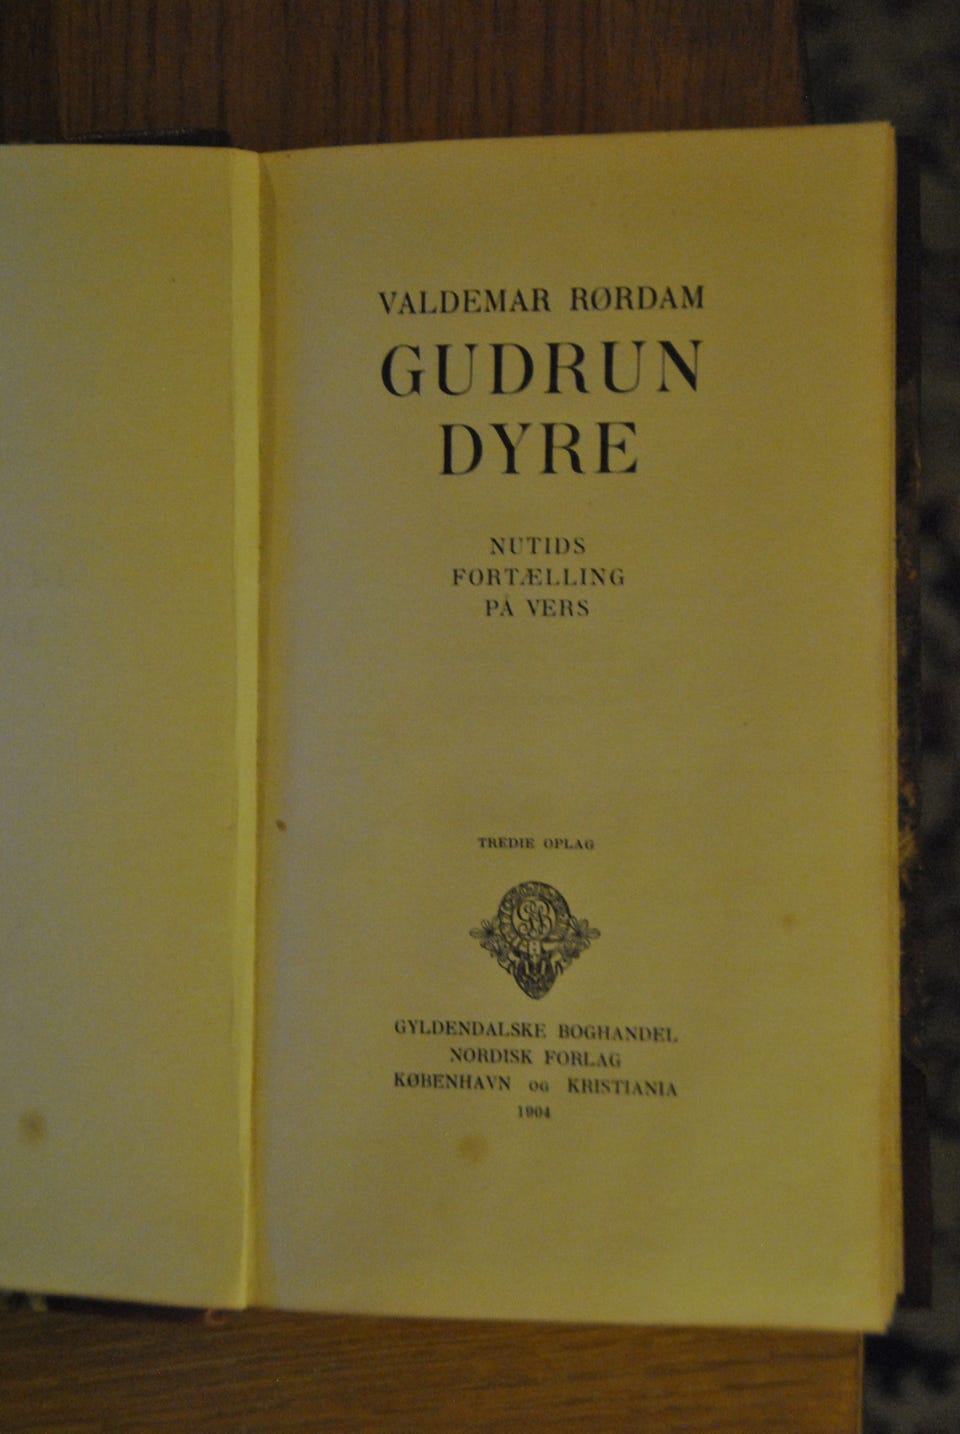 VALDEMAR RØRDAM
GUDRUN
DYRE
NUTIDS
FORTÆLLING
PÅ VERS
TREDIE OPLAG
GYLDENDALSKE BOGHANDEL
NORDISK FORLAG
KØBENHAVN OG KRISTIANIA
1904